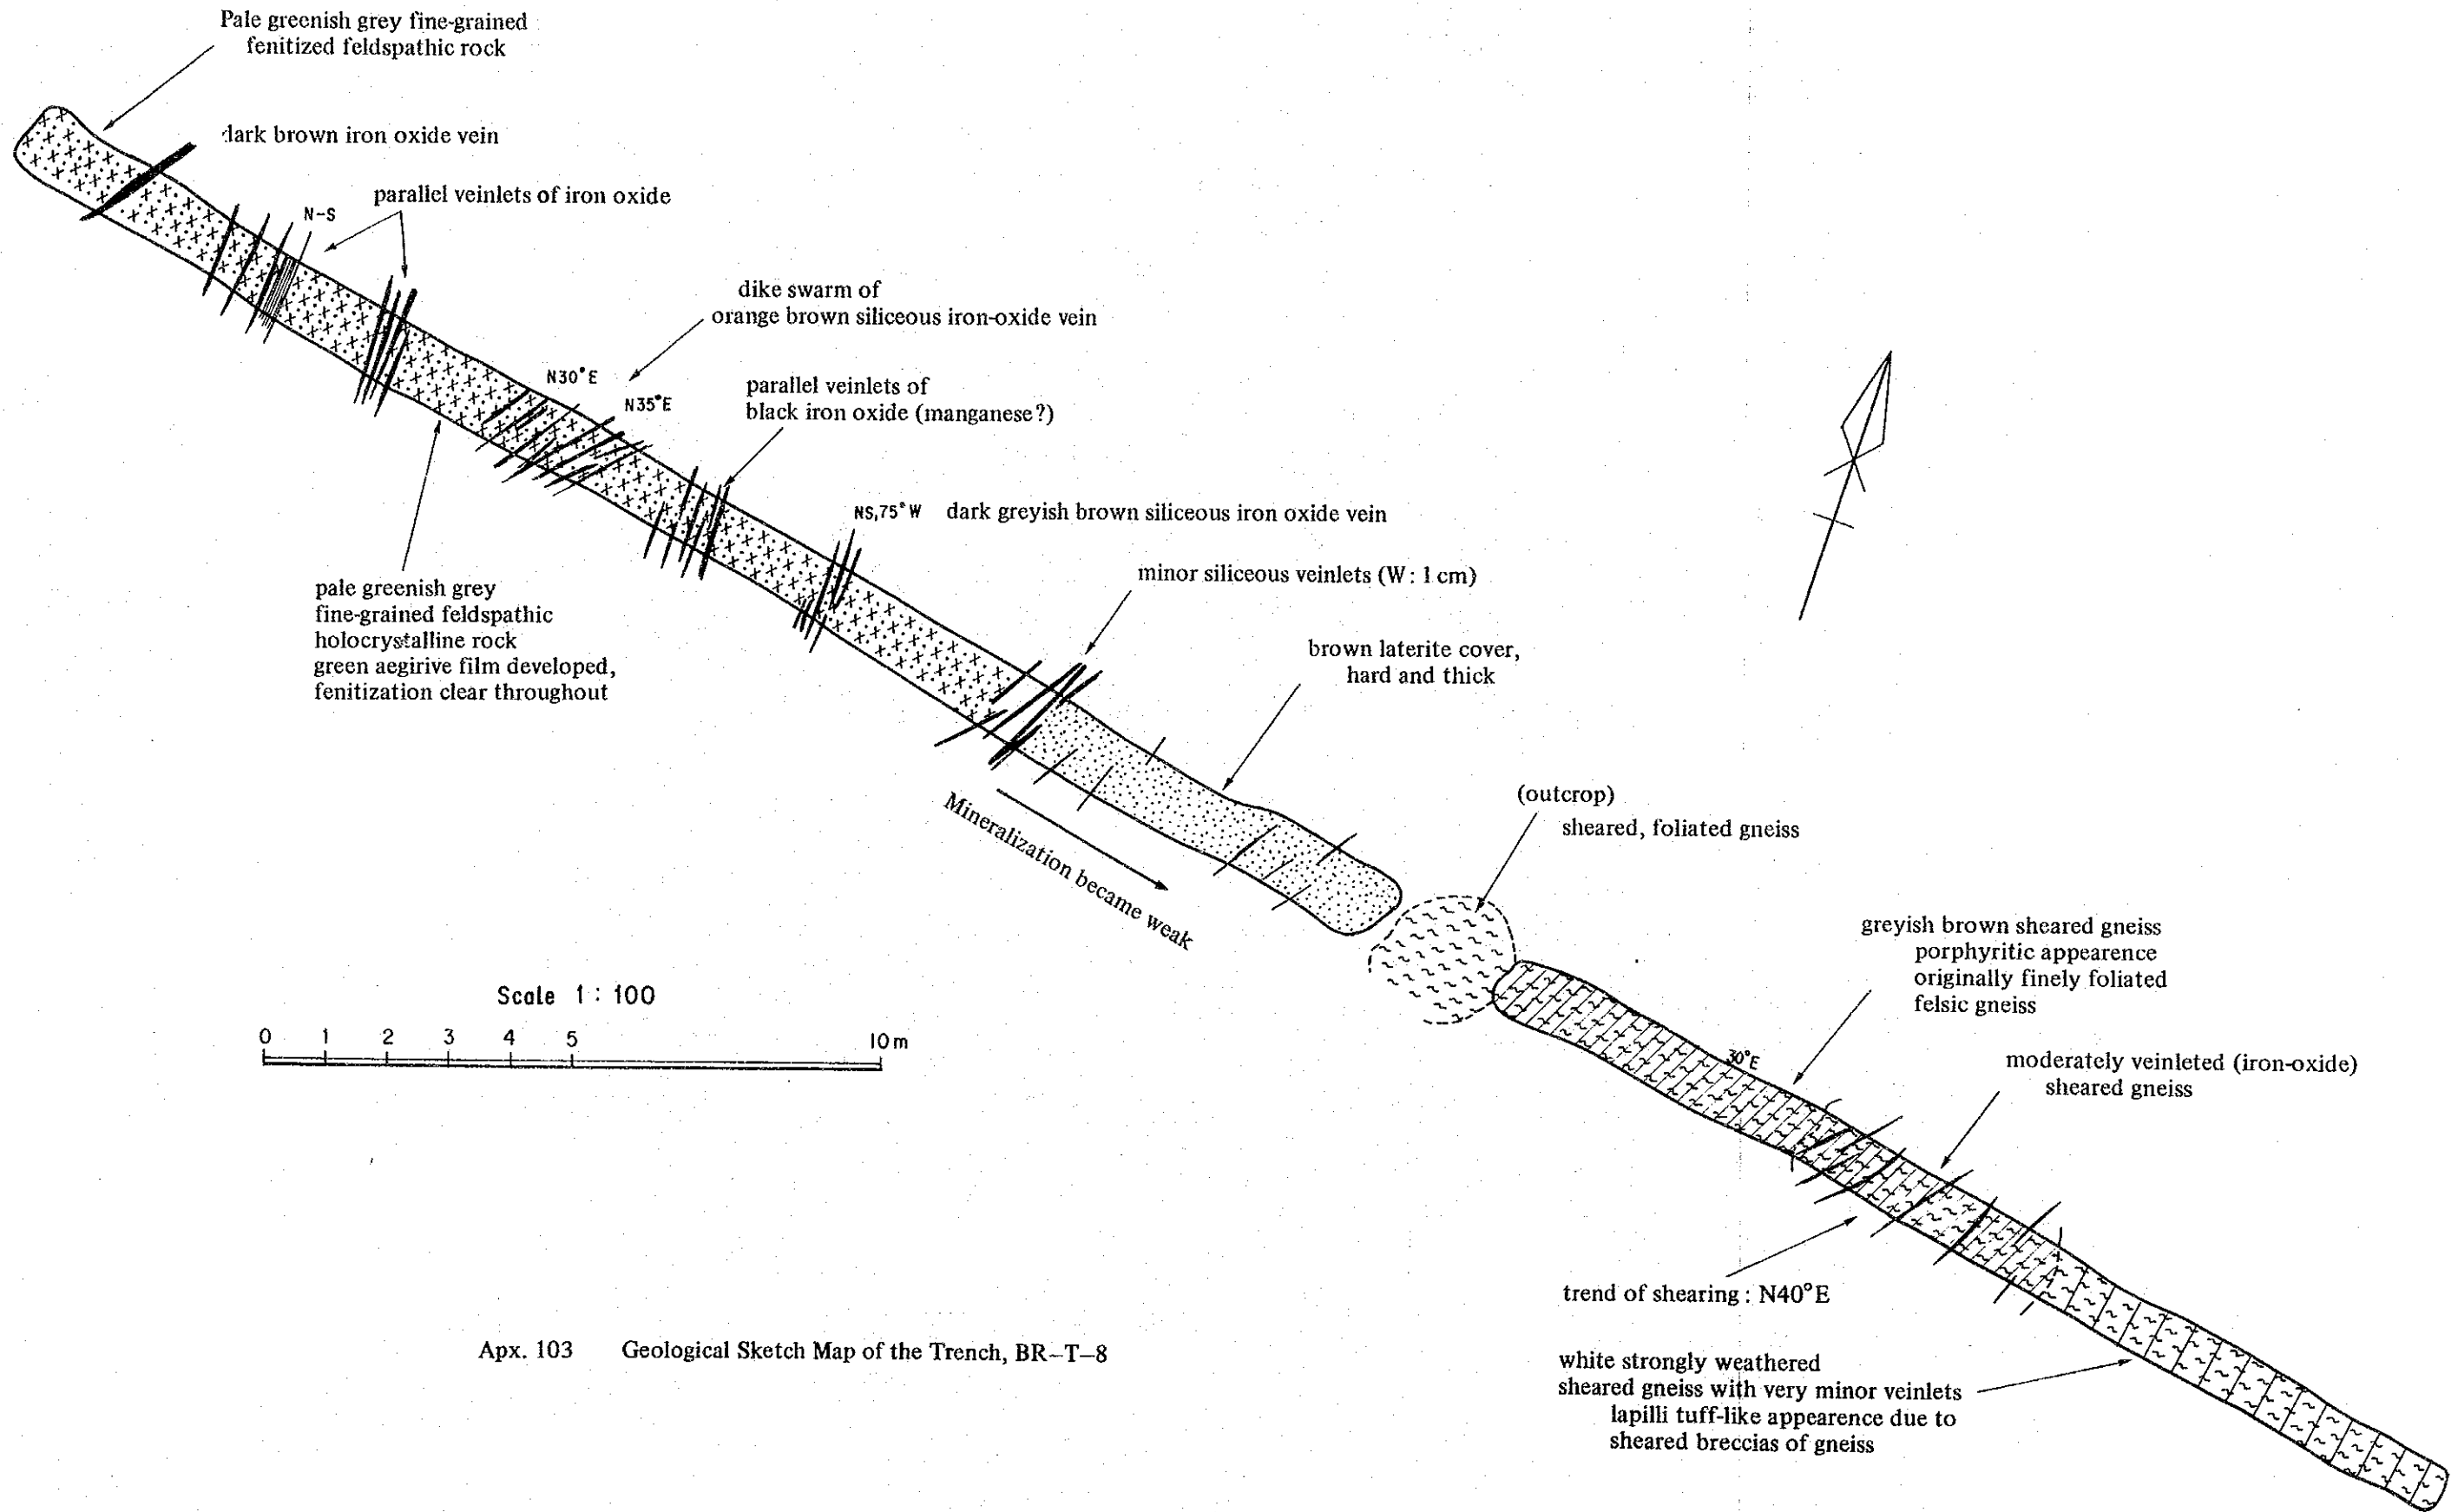 Pale greenish grey fine-grained
fenitized feldspathic rock
dark brown iron oxide vein
parallel veinlets of iron oxide
N-S
dike swarm of
orange brown siliceous iron-oxide vein
N30°E
N35°E
parallel veinlets of
black iron oxide (manganese?)
NS,75°W
dark greyish brown siliceous iron oxide vein
minor siliceous veinlets (W: 1 cm)
pale greenish grey
fine-grained feldspathic
holocrystalline rock
green aegirive film developed,
fenitization clear throughout
brown laterite cover,
hard and thick
Mineralization became weak
(outcrop)
sheared, foliated gneiss
greyish brown sheared gneiss
porphyritic appearance
originally finely foliated
felsic gneiss
30°E
moderately veinleted (iron-oxide)
sheared gneiss
Scale 1 : 100
0 1 2 3 4 5 10m
trend of shearing: N40°E
white strongly weathered
sheared gneiss with very minor veinlets
lapilli tuff-like appearence due to
sheared breccias of gneiss
Apx. 103 Geological Sketch Map of the Trench, BR-T-8